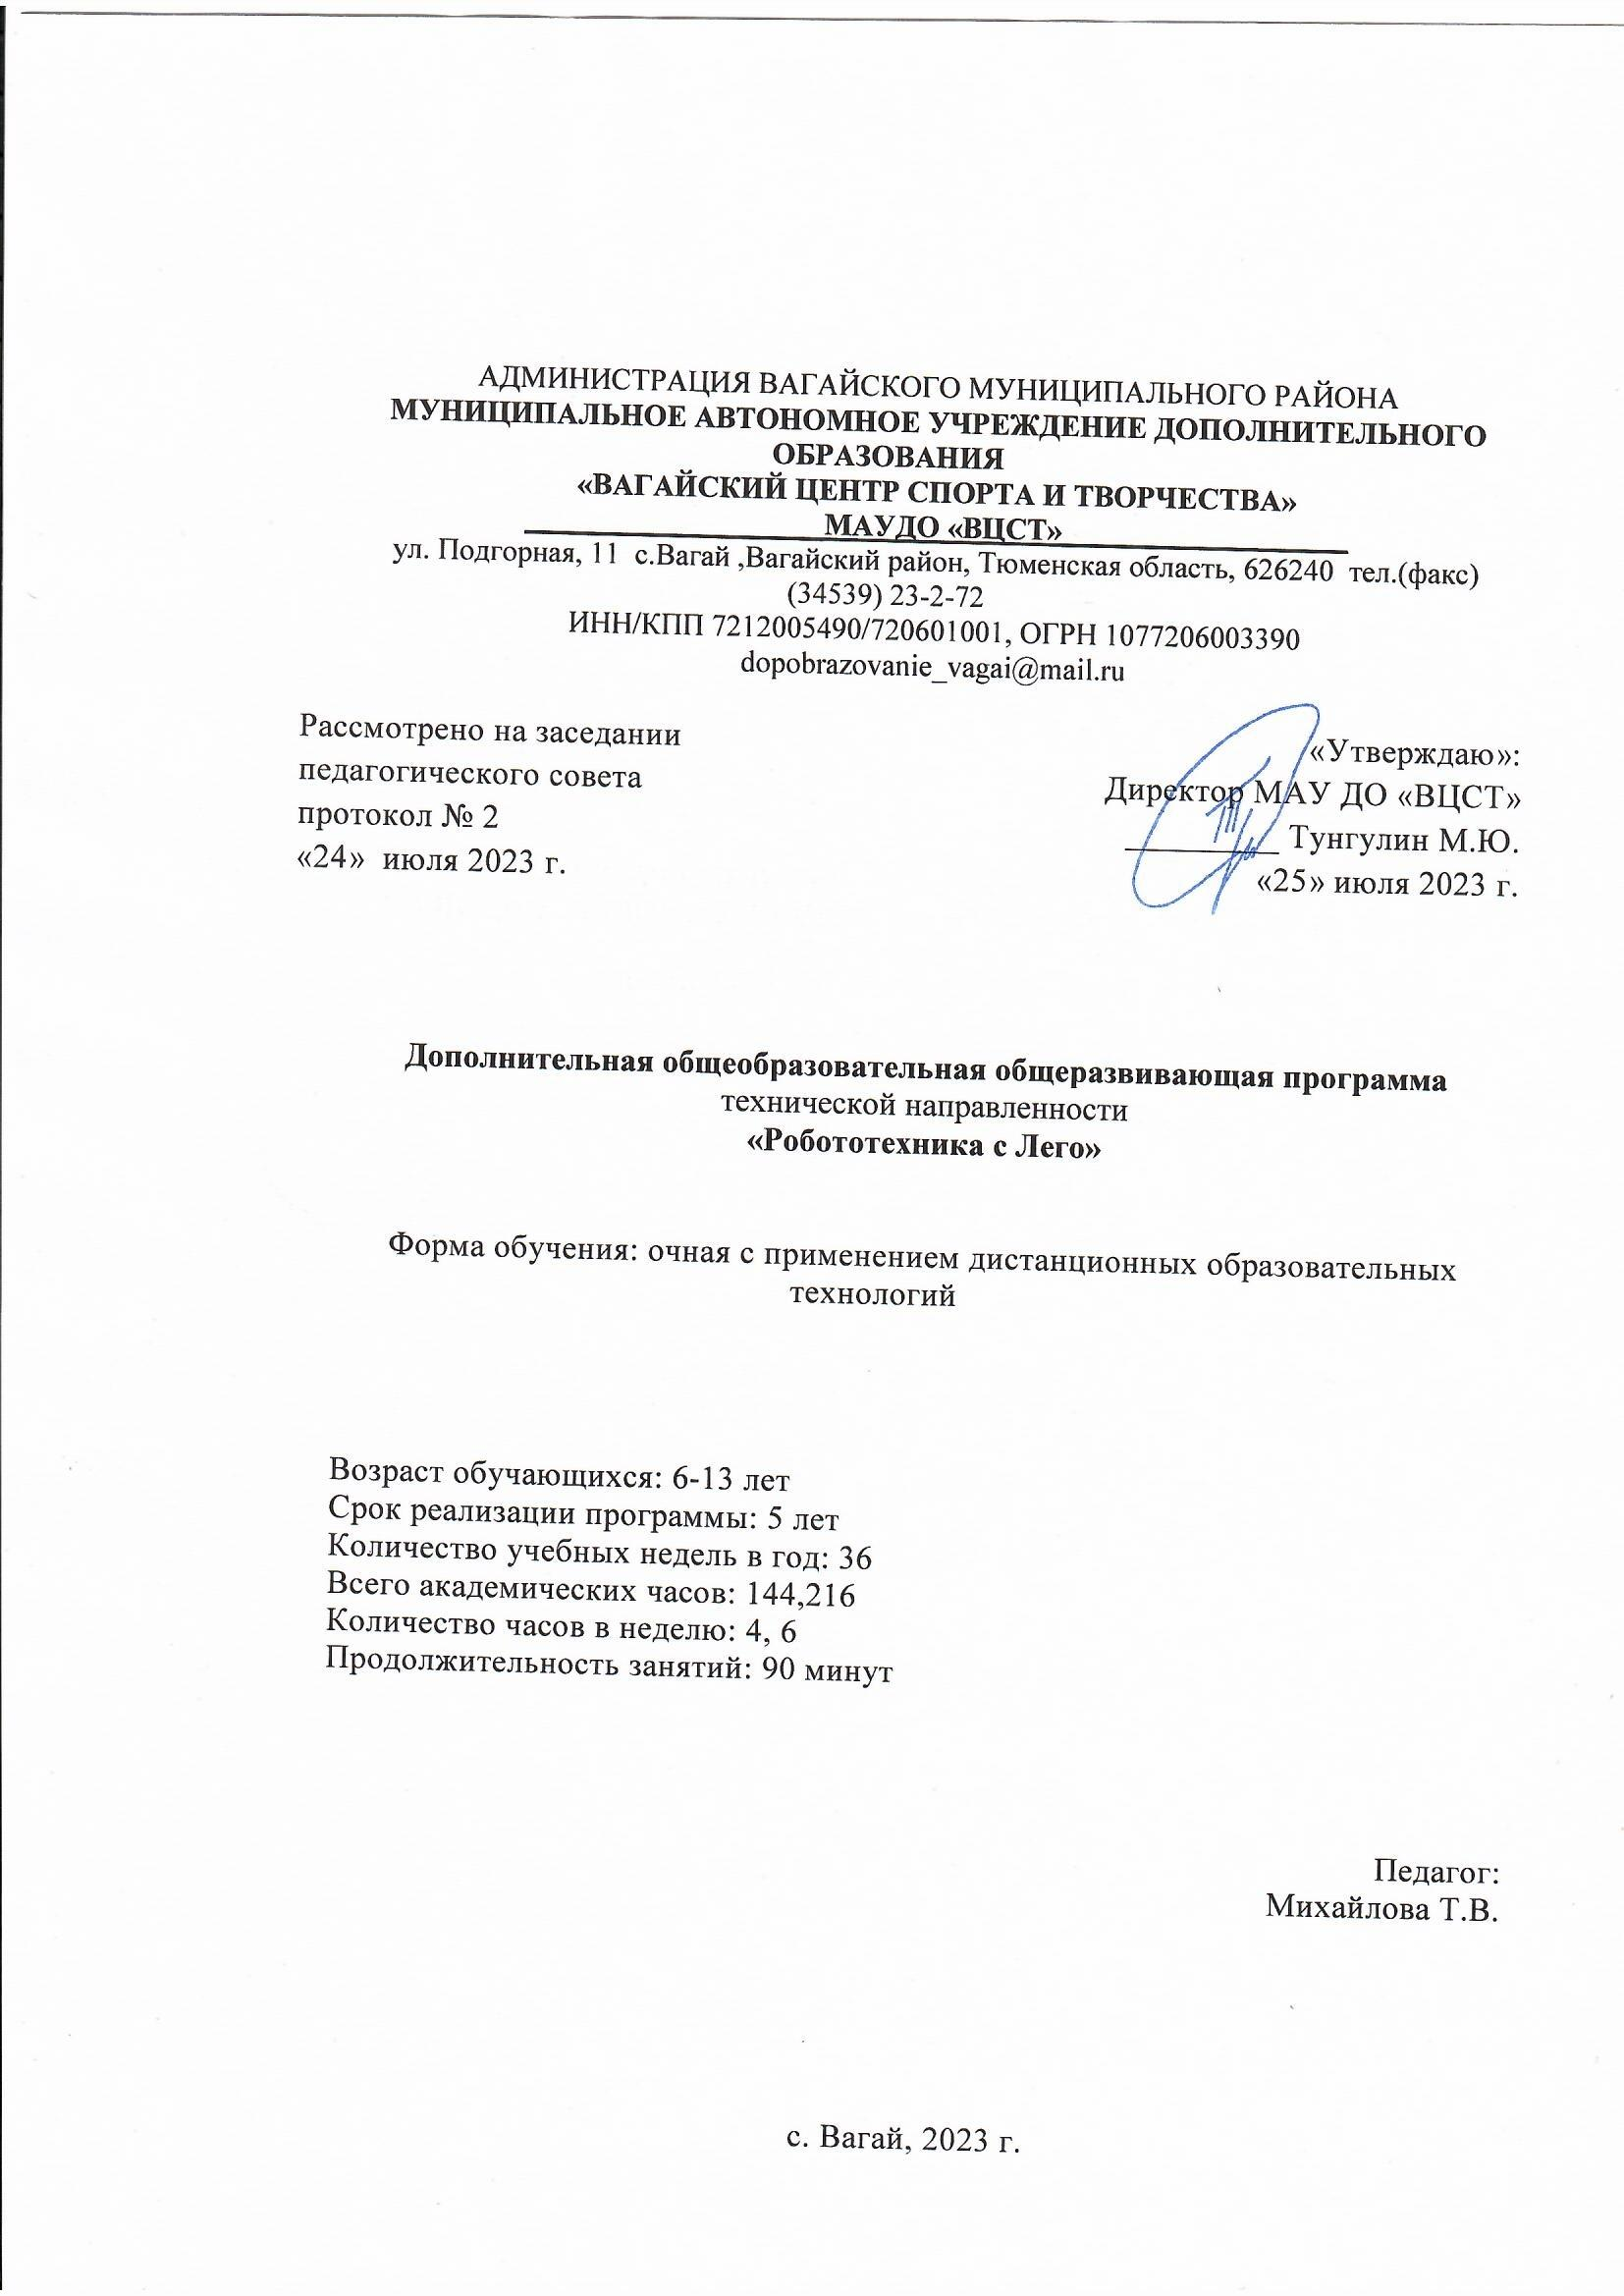 АДМИНИСТРАЦИЯ ВАГАЙСКОГО МУНИЦИПАЛЬНОГО РАЙОНА
МУНИЦИПАЛЬНОЕ АВТОНОМНОЕ УЧРЕЖДЕНИЕ ДОПОЛНИТЕЛЬНОГО
ОБРАЗОВАНИЯ
«ВАГАЙСКИЙ ЦЕНТР СПОРТА И ТВОРЧЕСТВА»
МАУДО «ВЦСТ»
ул. Подгорная, 11 с.Вагай ,Вагайский район, Тюменская область, 626240 тел.(факс)
(34539) 23-2-72
ИНН/КПП 7212005490/720601001, ОГРН 1077206003390
dopobrazovanie_vagai@mail.ru
Рассмотрено на заседании
педагогического совета
протокол № 2
«24» июля 2023 г.
«Утверждаю»:
Директор МАУ ДО «ВЦСТ»
_________ Тунгулин М.Ю.
«25» июля 2023 г.
Дополнительная общеобразовательная общеразвивающая программа
технической направленности
«Робототехника с Лего»
Форма обучения: очная с применением дистанционных образовательных
технологий
Возраст обучающихся: 6-13 лет
Срок реализации программы: 5 лет
Количество учебных недель в год: 36
Всего академических часов: 144,216
Количество часов в неделю: 4, 6
Продолжительность занятий: 90 минут
Педагог:
Михайлова Т.В.
с. Вагай, 2023 г.